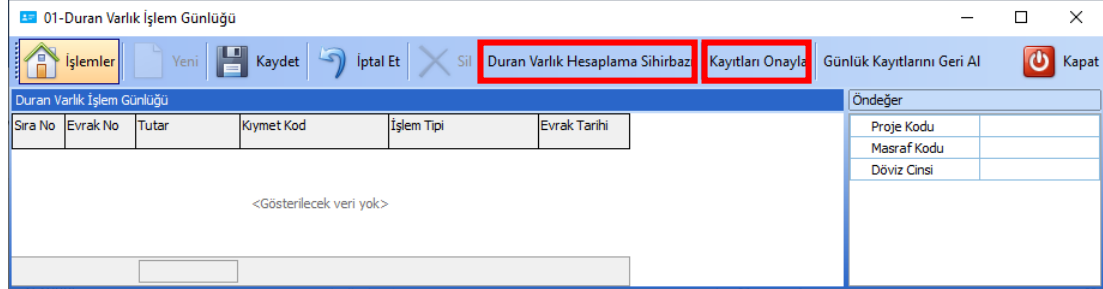 01-Duran Varlık İşlem Günlüğü
İşlemler Yeni Kaydet İptal Et Sil Duran Varlık Hesaplama Sihirbazı Kayıtları Onayla Günlük Kayıtlarını Geri Al Kapat
Duran Varlık İşlem Günlüğü
Öndeğer
Sıra No Evrak No Tutar Kıymet Kod İşlem Tipi Evrak Tarihi
Proje Kodu
Masraf Kodu
Döviz Cinsi
<Gösterilecek veri yok>